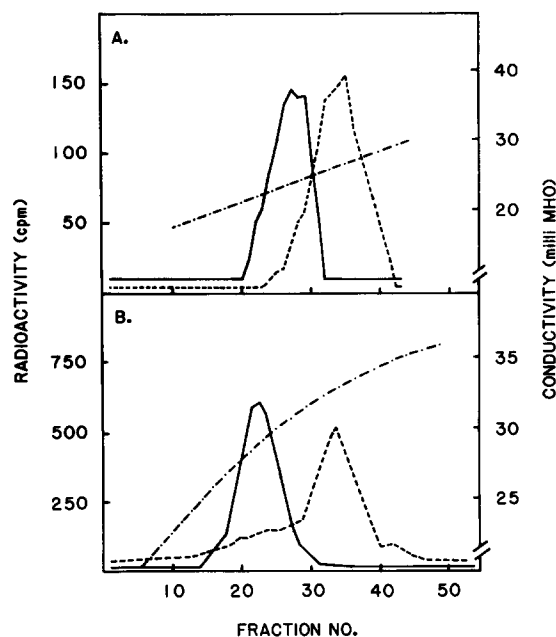 A.
150
100
50
40
30
20
B.
750
500
250
35
30
25
RADIOACTIVITY (cpm)
CONDUCTIVITY (milli MHO)
10 20 30 40 50
FRACTION NO.